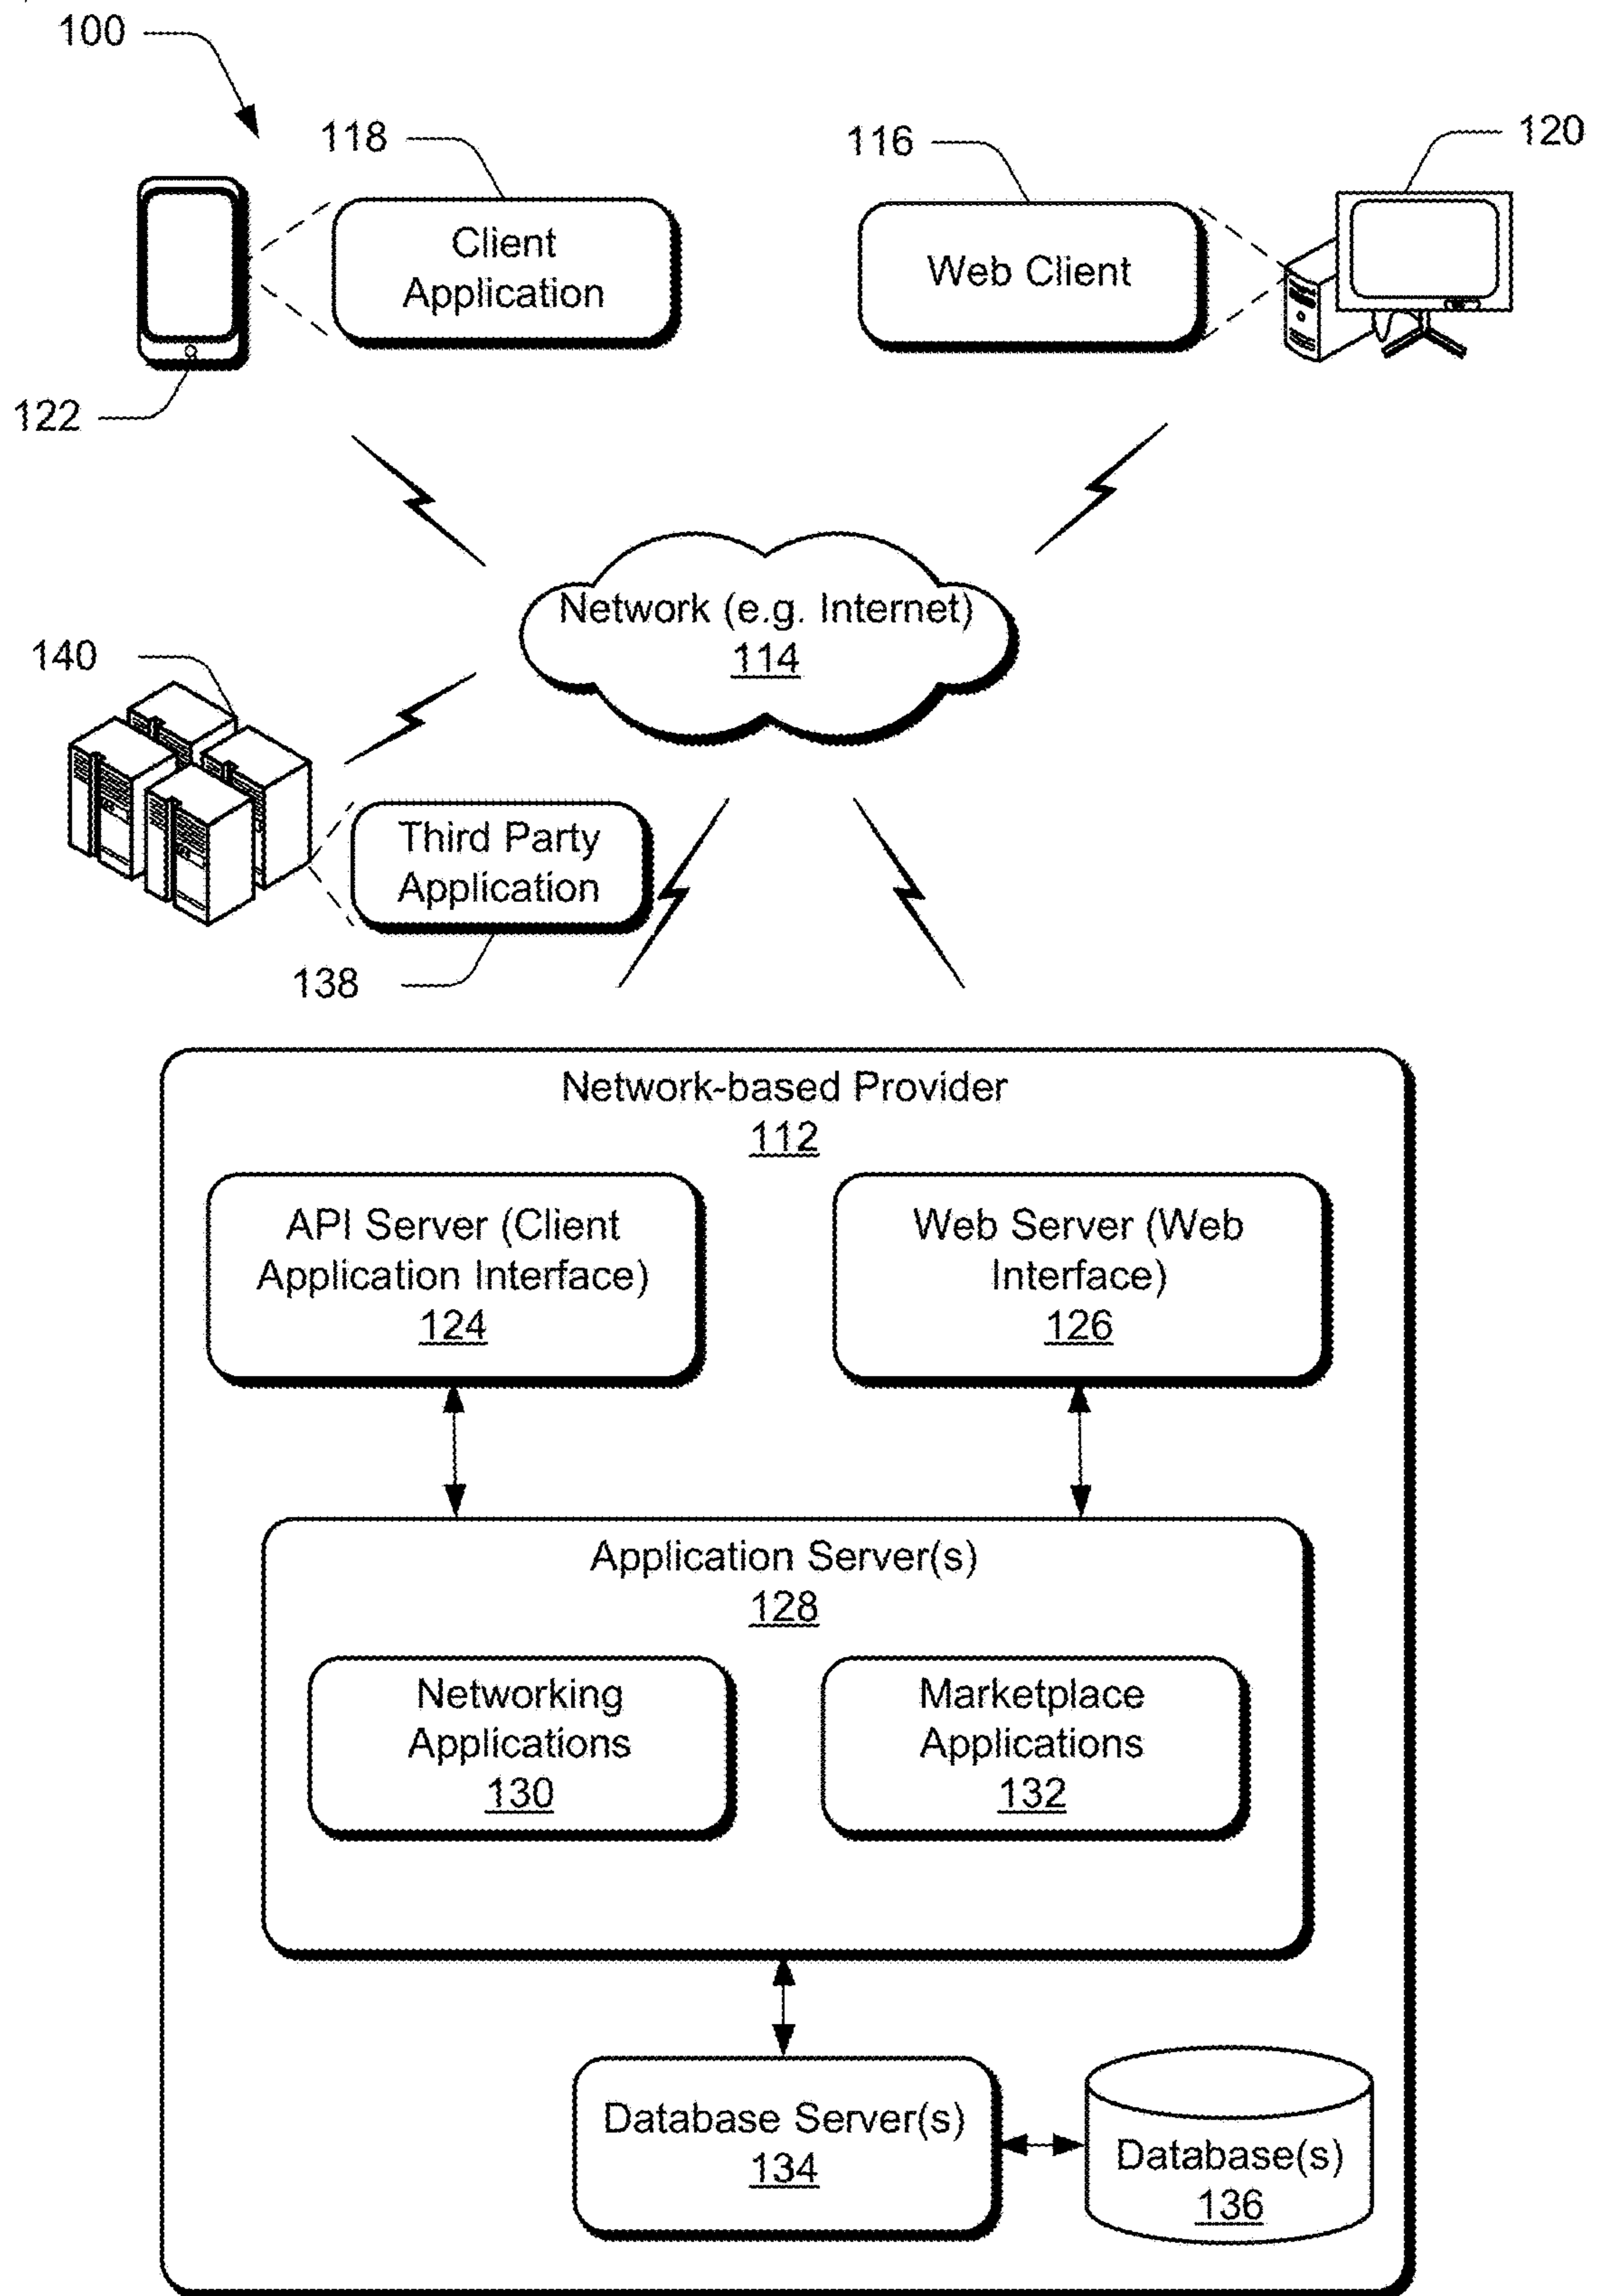 100
118
116
120
Client
Application
Web Client
122
Network (e.g. Internet)
114
140
Third Party
Application
138
Network-based Provider
112
API Server (Client
Application Interface)
124
Web Server (Web
Interface)
126
Application Server(s)
128
Networking
Applications
130
Marketplace
Applications
132
Database Server(s)
134
Database(s)
136